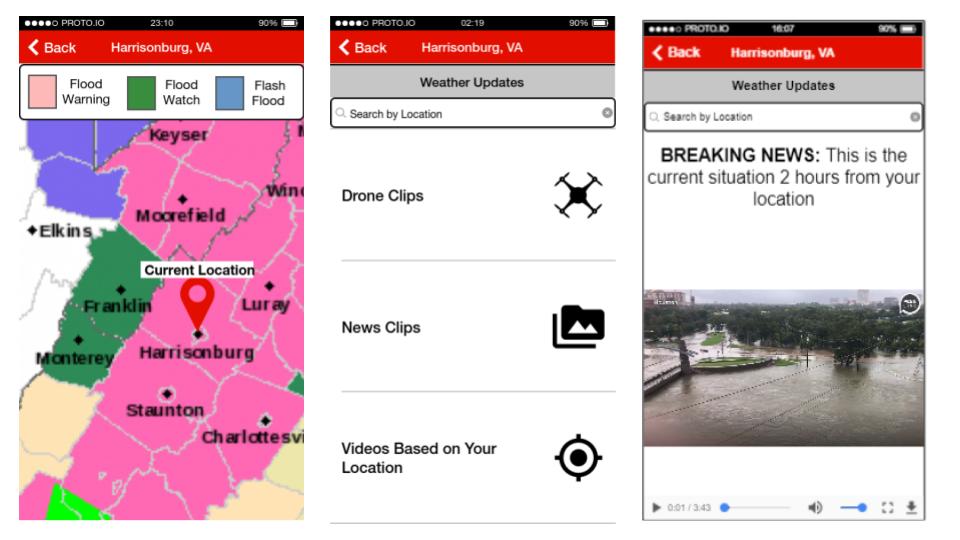 PROTO.IO 23:10 90%
Back Harrisonburg, VA
Flood Warning
Flood Watch
Flash Flood
Keyser
Moorefield
Elkins
Current Location
Franklin
Luray
Monterey
Harrisonburg
Staunton
Charlottesvi
PROTO.IO 02:19 90%
Back Harrisonburg, VA
Weather Updates
Search by Location
Drone Clips
News Clips
Videos Based on Your
Location
PROTO.IO 16:07 90%
Back Harrisonburg, VA
Weather Updates
Search by Location
BREAKING NEWS: This is the
current situation 2 hours from your
location
0:01 / 3:43